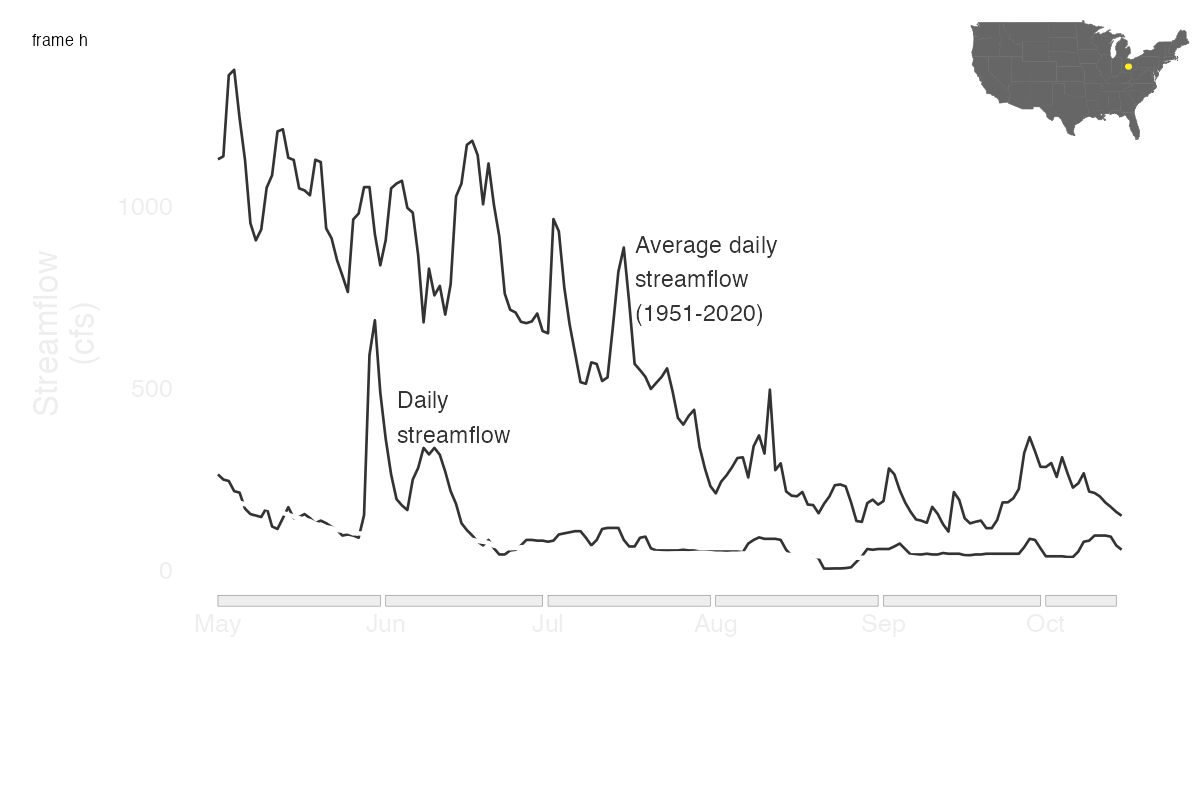 frame h
1000
500
0
Streamflow
(cfs)
Average daily
streamflow
(1951-2020)
Daily
streamflow
May
Jun
Jul
Aug
Sep
Oct